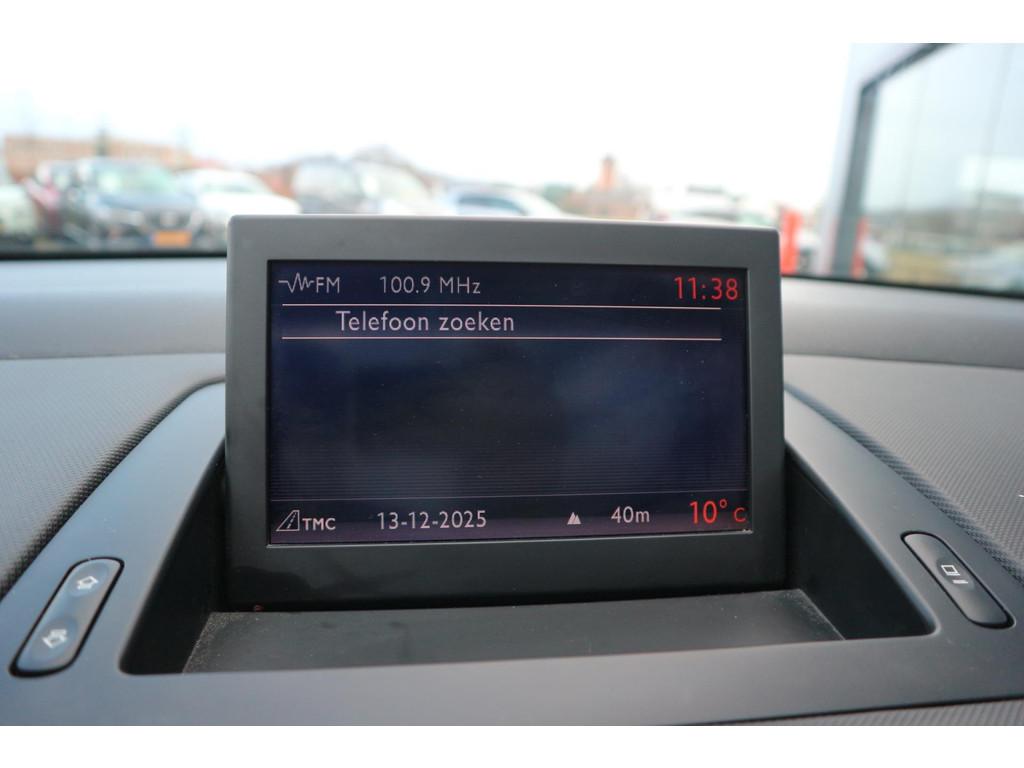 FM 100.9 MHz 11:38
Telefoon zoeken
TMC 13-12-2025 40m 10° C